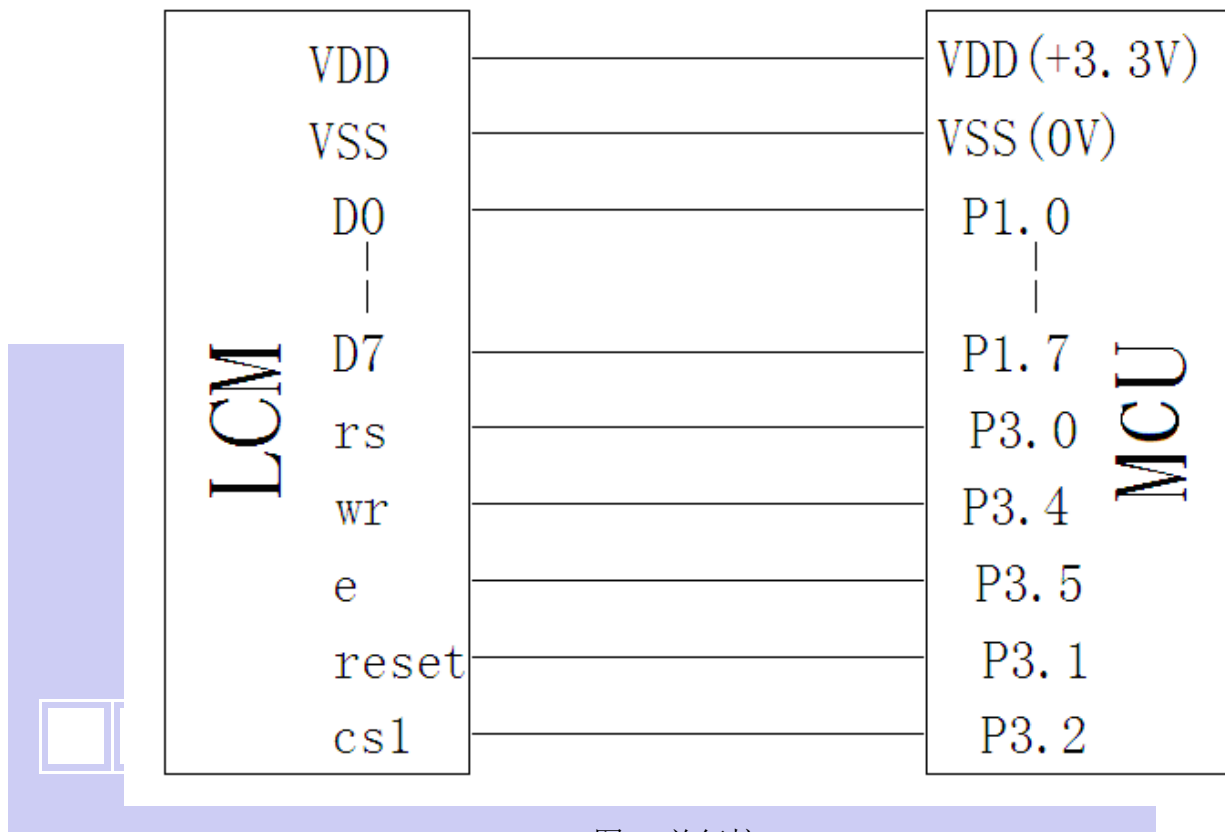 VDD VDD(+3.3V)
VSS VSS(0V)
D0 P1.0
D7 P1.7
rs P3.0
wr P3.4
e P3.5
reset P3.1
cs1 P3.2
LCM
MCU